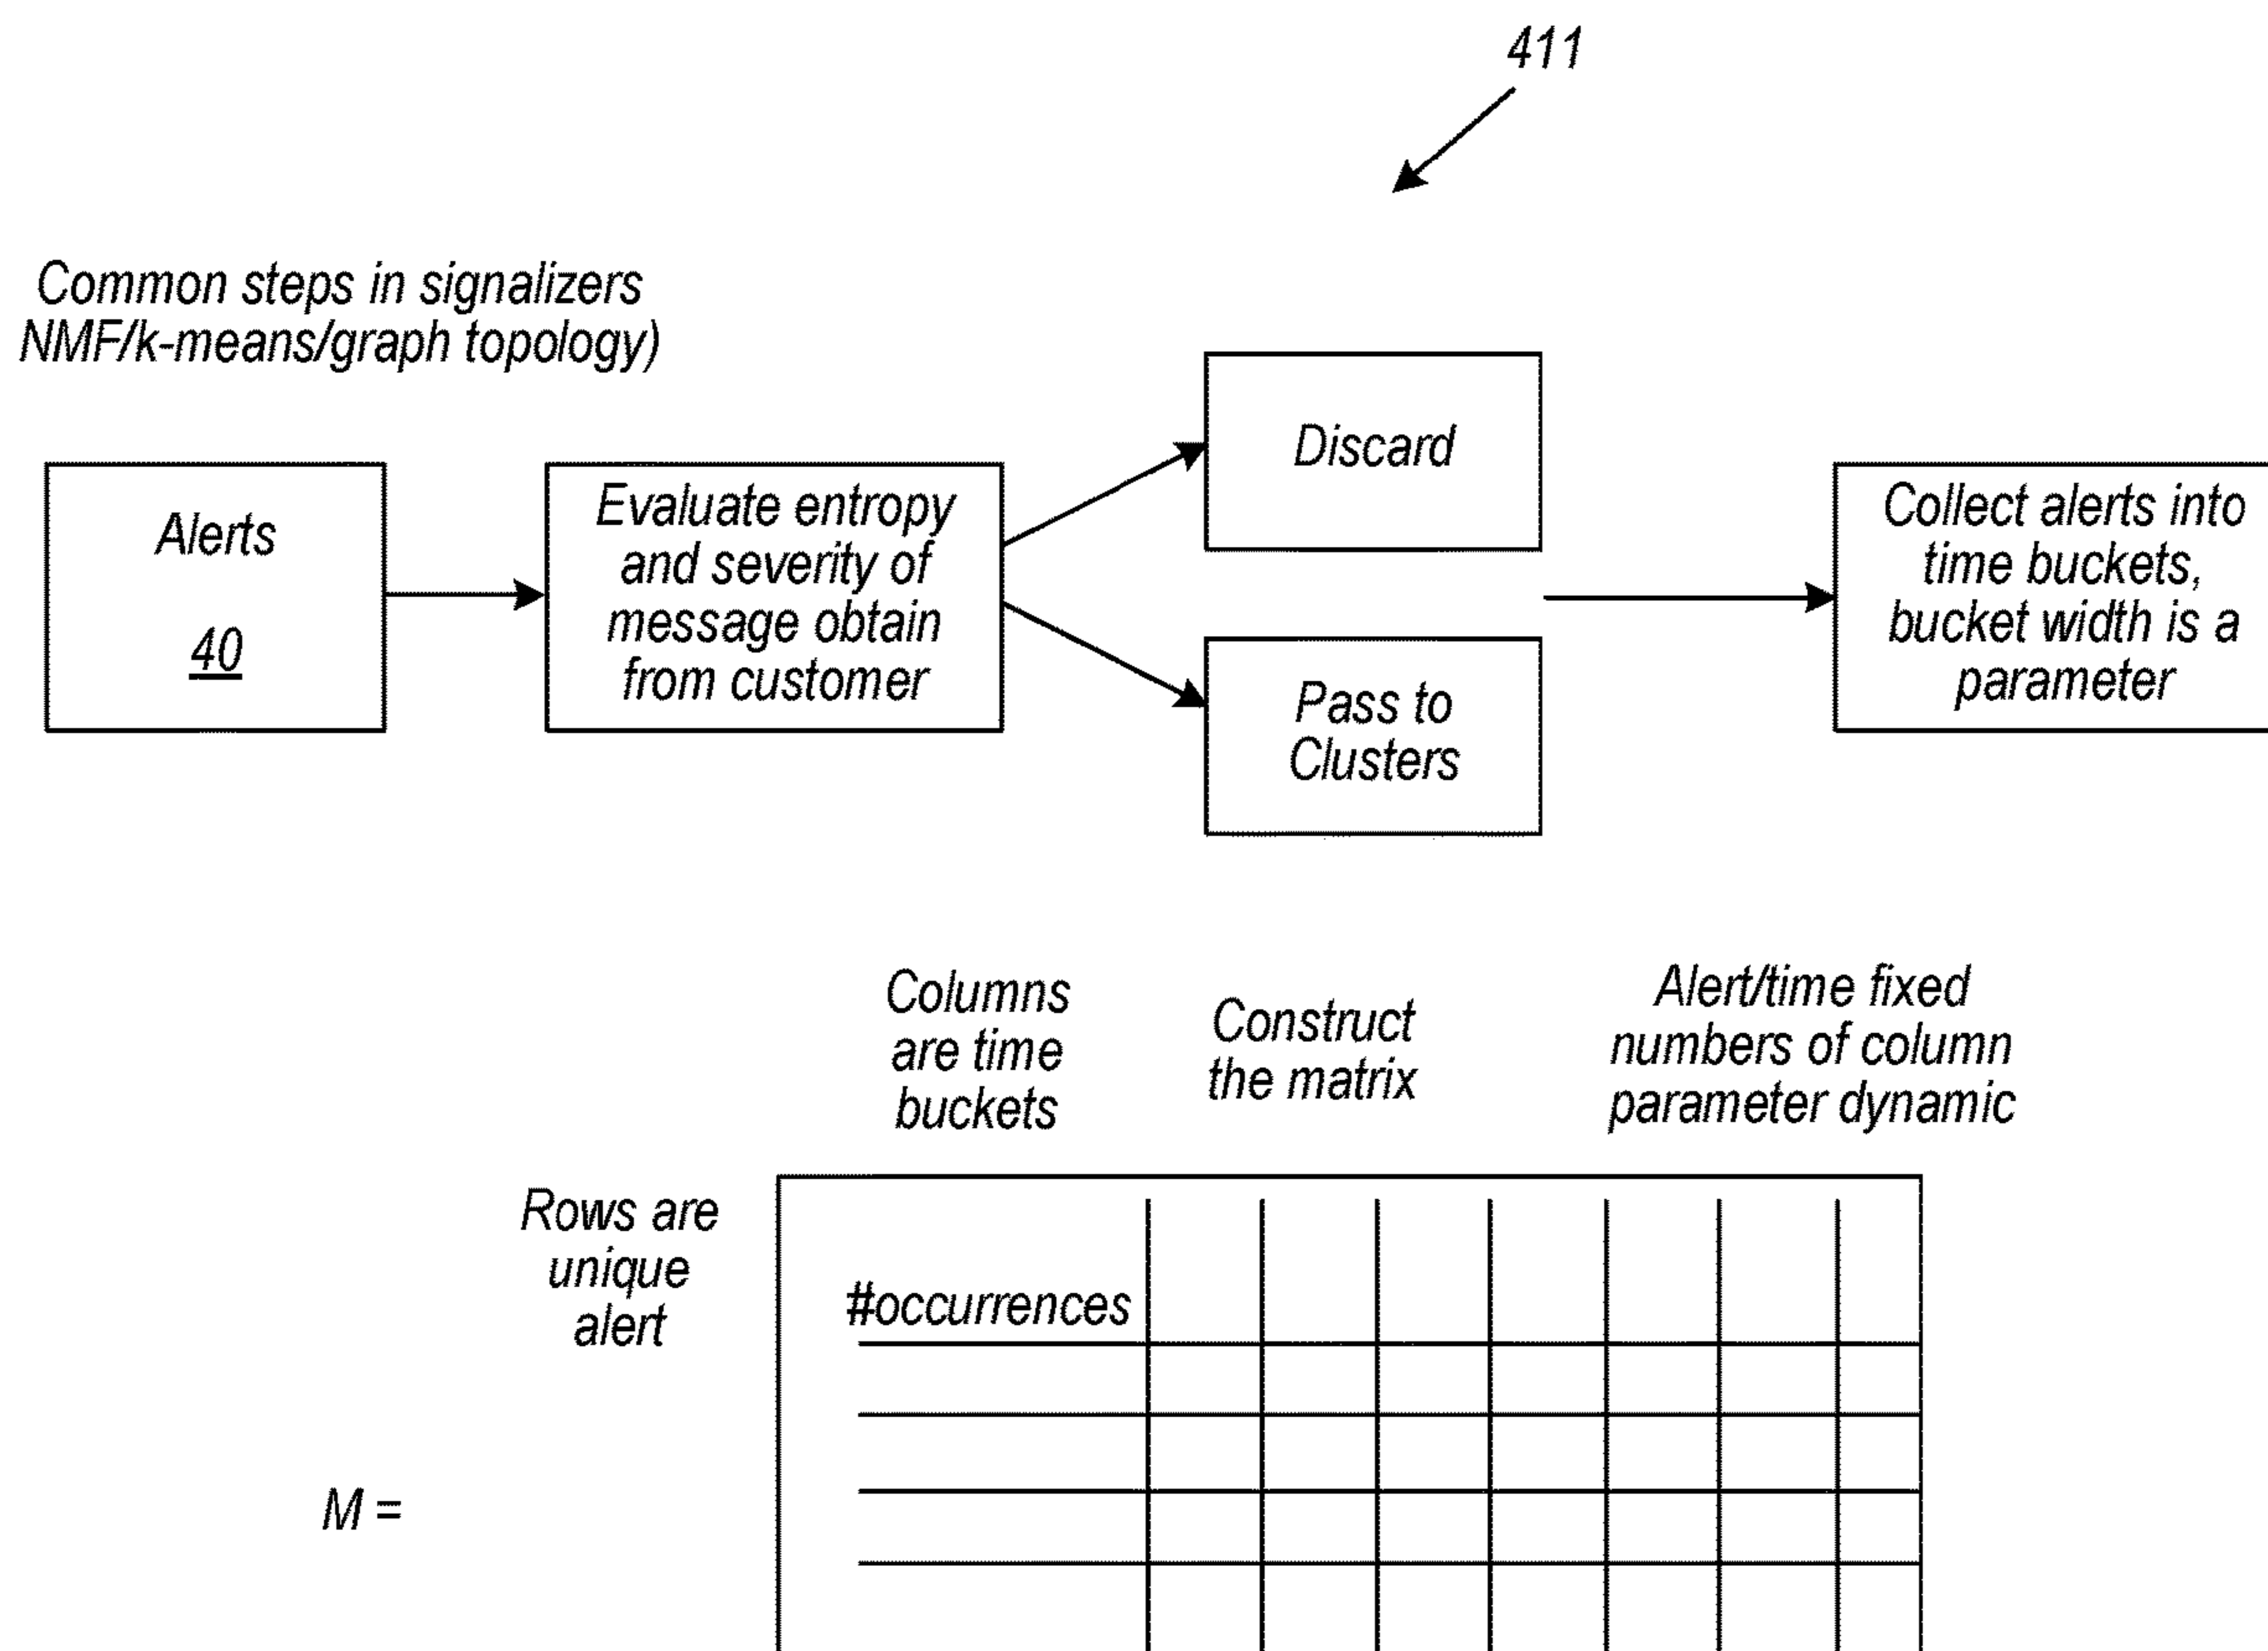 411
Common steps in signalizers
NMF/k-means/graph topology)
Alerts
40
Evaluate entropy
and severity of
message obtain
from customer
Discard
Pass to
Clusters
Collect alerts into
time buckets,
bucket width is a
parameter
Columns
are time
buckets
Construct
the matrix
Alert/time fixed
numbers of column
parameter dynamic
Rows are
unique
alert
#occurrences
M =